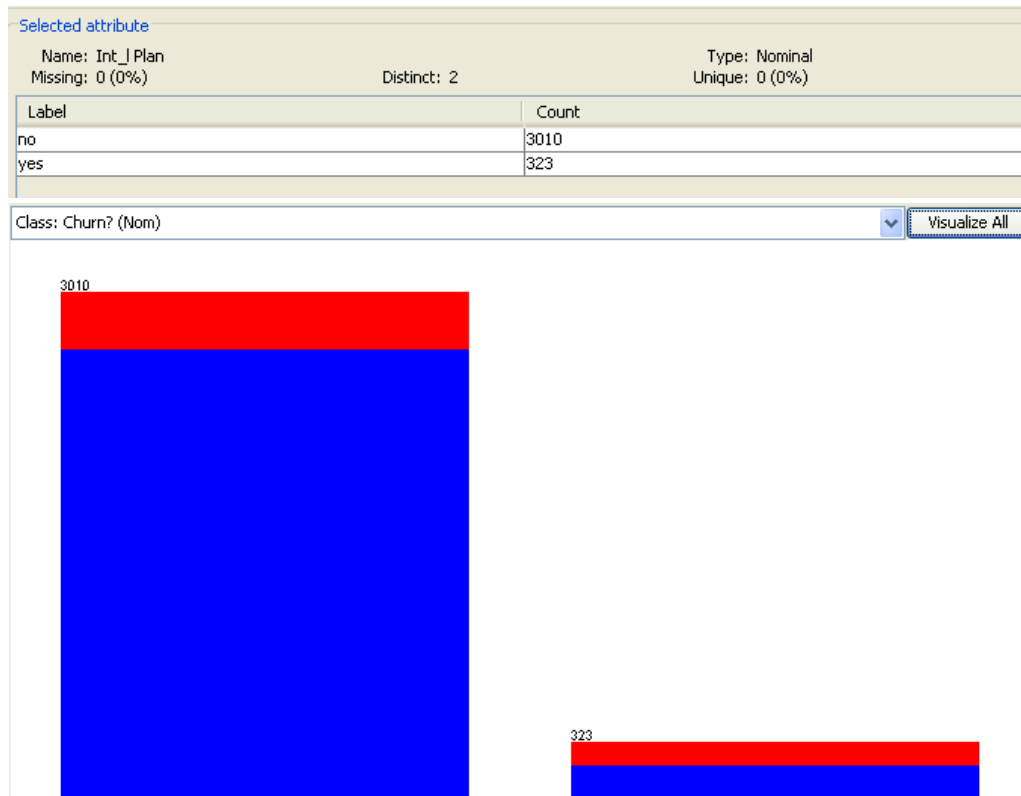 Selected attribute
Name: Int_l Plan Type: Nominal
Missing: 0 (0%) Distinct: 2 Unique: 0 (0%)
Label Count
no 3010
yes 323
Class: Churn? (Nom) Visualize All
3010
323